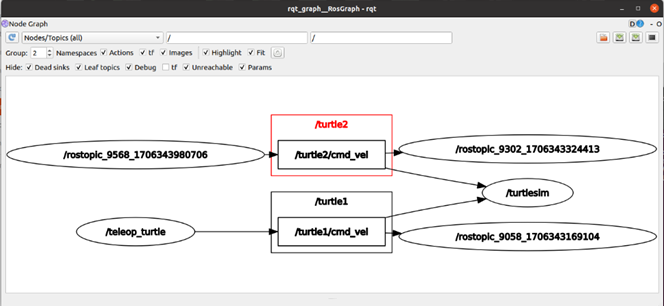 rqt_graph__RosGraph - rqt
Node Graph
D
- O
Nodes/Topics (all)
/
/
Group: 2 Namespaces Actions tf Images Highlight Fit
Hide: Dead sinks Leaf topics Debug tf Unreachable Params
/turtle2
/rostopic_9568_1706343980706
/turtle2/cmd_vel
/rostopic_9302_1706343324413
/turtlesim
/turtle1
/teleop_turtle
/turtle1/cmd_vel
/rostopic_9058_1706343169104